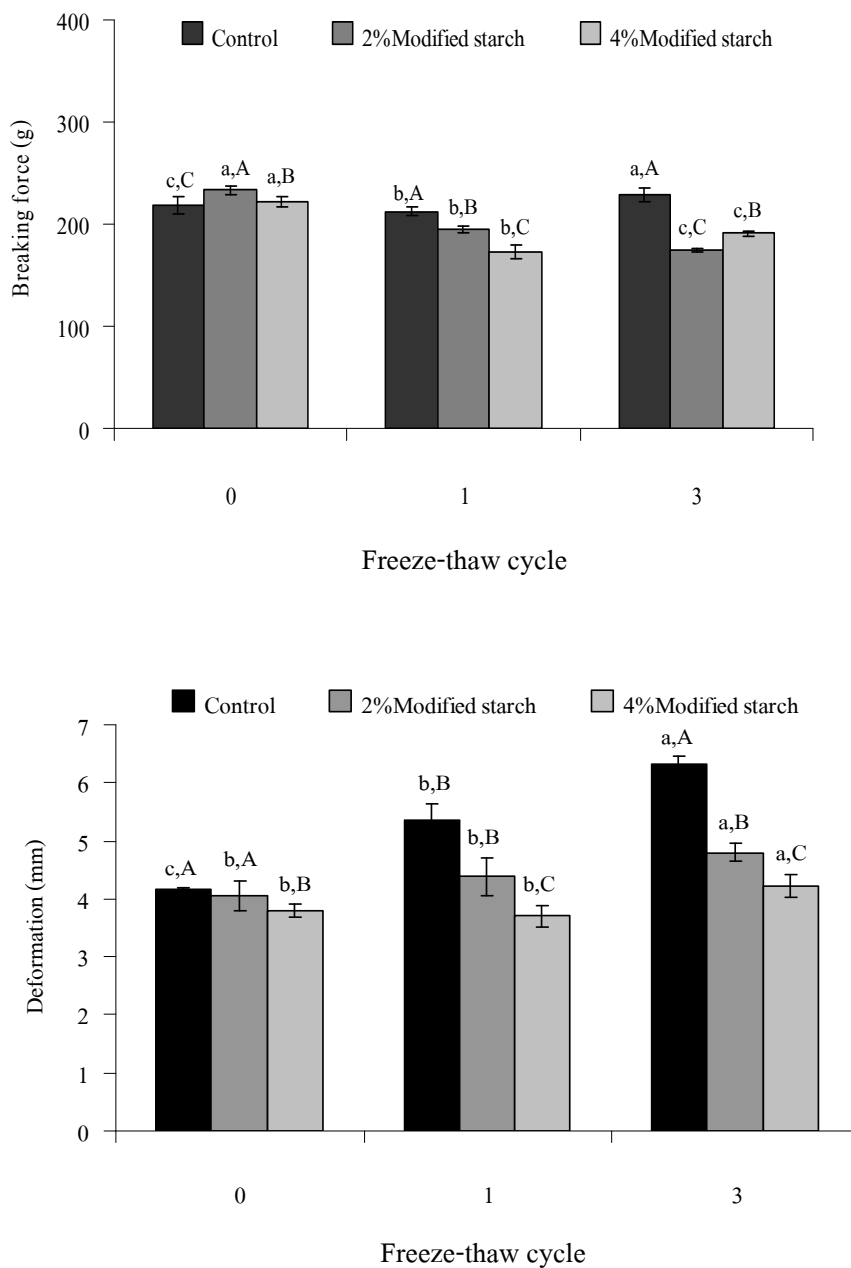 400
Control 2%Modified starch 4%Modified starch
300
a,A
a,A a,B
c,C
b,A
b,B
c,B
b,C
c,C
200
100
0
Breaking force (g)
0 1 3
Freeze-thaw cycle
Control 2%Modified starch 4%Modified starch
7
a,A
6
b,B
a,B
5
b,B
a,C
c,A b,A
b,B
b,C
4
3
2
1
0
Deformation (mm)
0 1 3
Freeze-thaw cycle